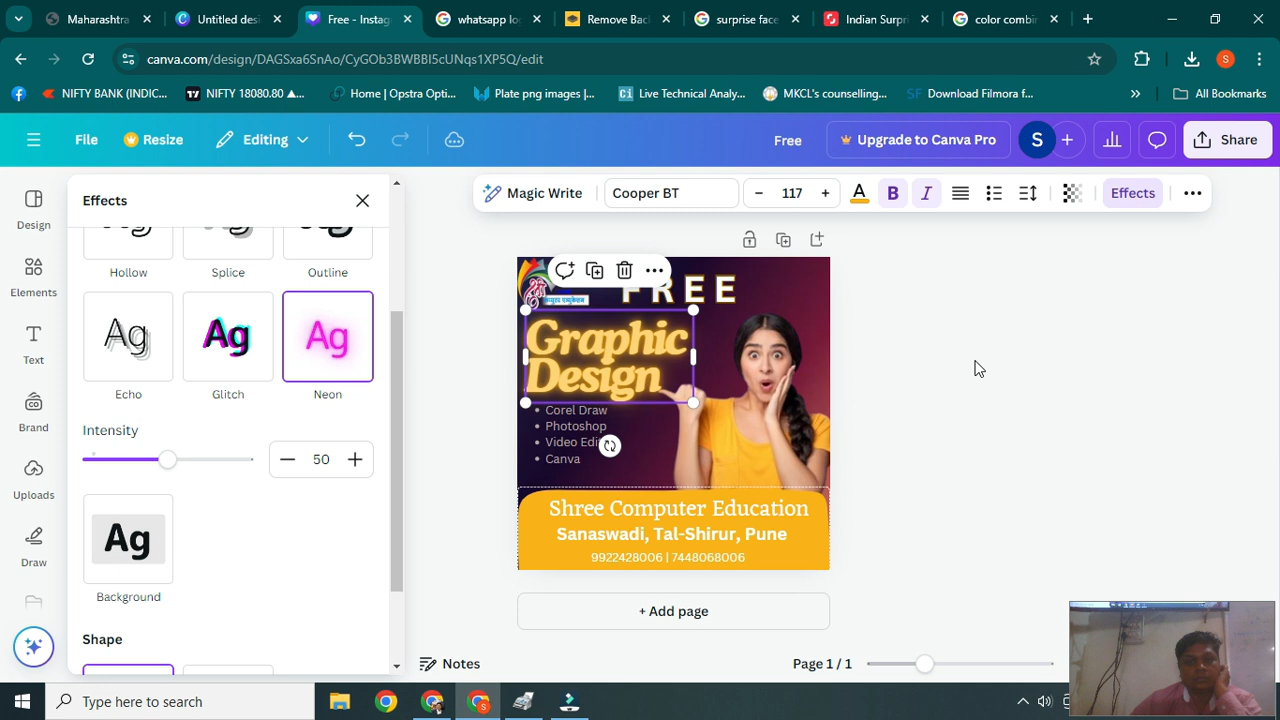 Maharashtra
Untitled desi
Free - Instag
whatsapp lo
Remove Bac
surprise face
Indian Surpr
color combin
canva.com/design/DAGSxa6SnAo/CyGOb3BWBBI5cUNqs1XP5Q/edit
NIFTY BANK (INDIC...
NIFTY 18080.80 ▲...
Home | Opstra Opti...
Plate png images |...
Ci Live Technical Analy...
MKCL's counselling...
SF Download Filmora f...
»
All Bookmarks
File
Resize
Editing
Free
Upgrade to Canva Pro
S
Share
Design
Elements
Text
Brand
Uploads
Draw
Effects
Hollow
Splice
Outline
Ag Ag Ag
Echo
Glitch
Neon
Intensity
50
Ag
Background
Shape
Magic Write
Cooper BT
– 117 +
A
B
I
Effects
FREE
Graphic
Design
• Corel Draw
• Photoshop
• Video Edi
• Canva
Shree Computer Education
Sanaswadi, Tal-Shirur, Pune
9922428006 | 7448068006
+ Add page
Notes
Page 1 / 1
Type here to search